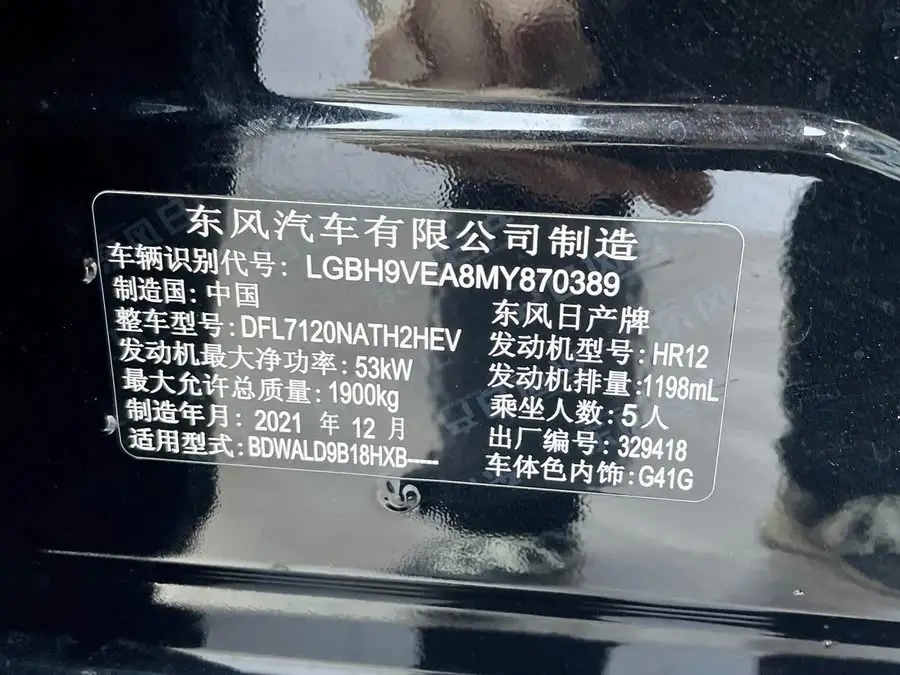 东风汽车有限公司制造
车辆识别代号: LGBH9VEA8MY870389
制造国: 中国 东风日产牌
整车型号: DFL7120NATH2HEV 发动机型号: HR12
发动机最大净功率: 53kW 发动机排量: 1198mL
最大允许总质量: 1900kg 乘坐人数: 5人
制造年月: 2021 年 12 月 出厂编号: 329418
适用型式: BDWALD9B18HXB----- 车体色内饰: G41G